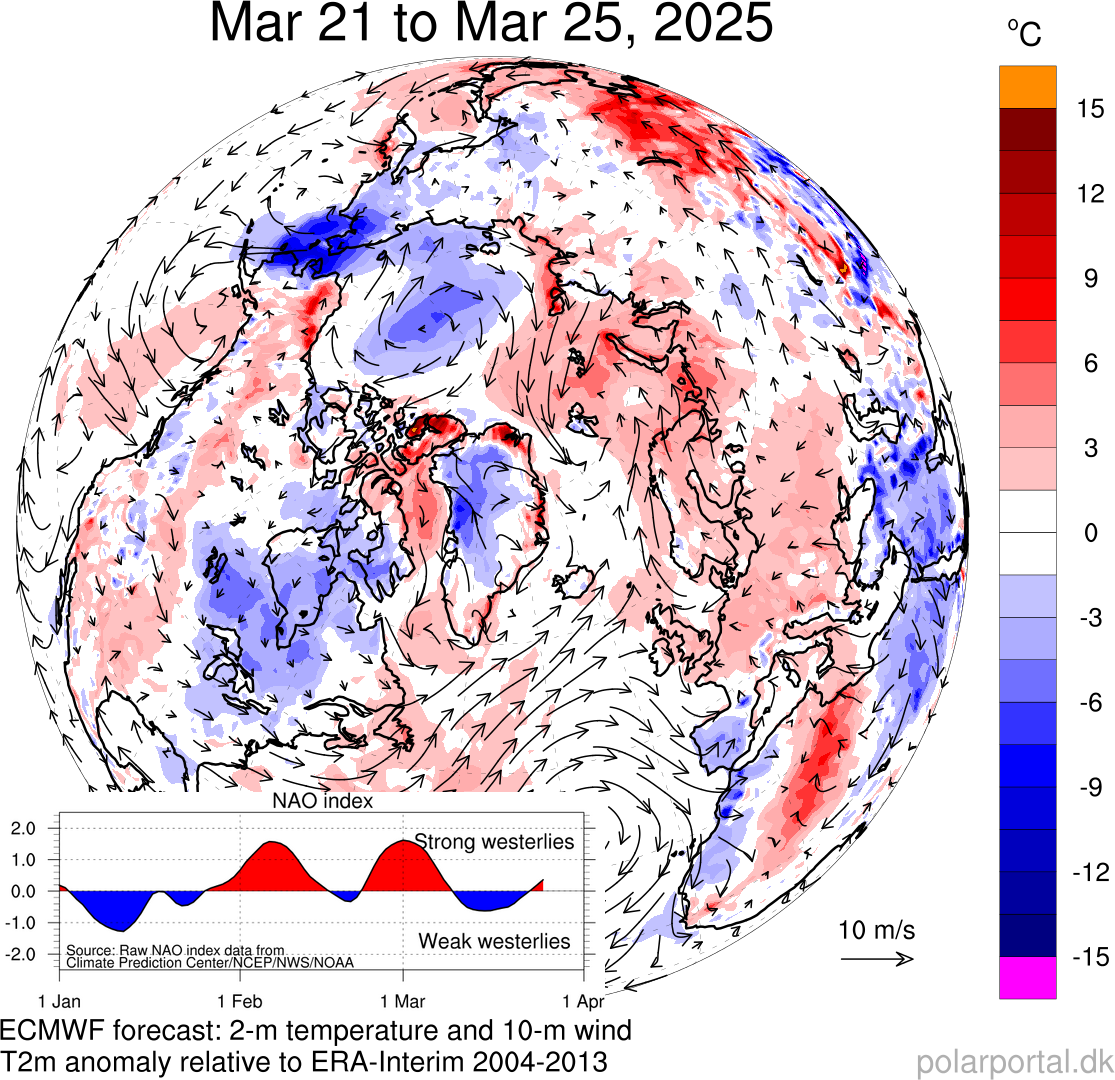 Mar 21 to Mar 25, 2025
°C
15
12
9
6
3
0
-3
-6
-9
-12
-15
10 m/s
NAO index
2.0
1.0
0.0
-1.0
-2.0
Strong westerlies
Weak westerlies
Source: Raw NAO index data from
Climate Prediction Center/NCEP/NWS/NOAA
1 Jan 1 Feb 1 Mar 1 Apr
ECMWF forecast: 2-m temperature and 10-m wind
T2m anomaly relative to ERA-Interim 2004-2013
polarportal.dk